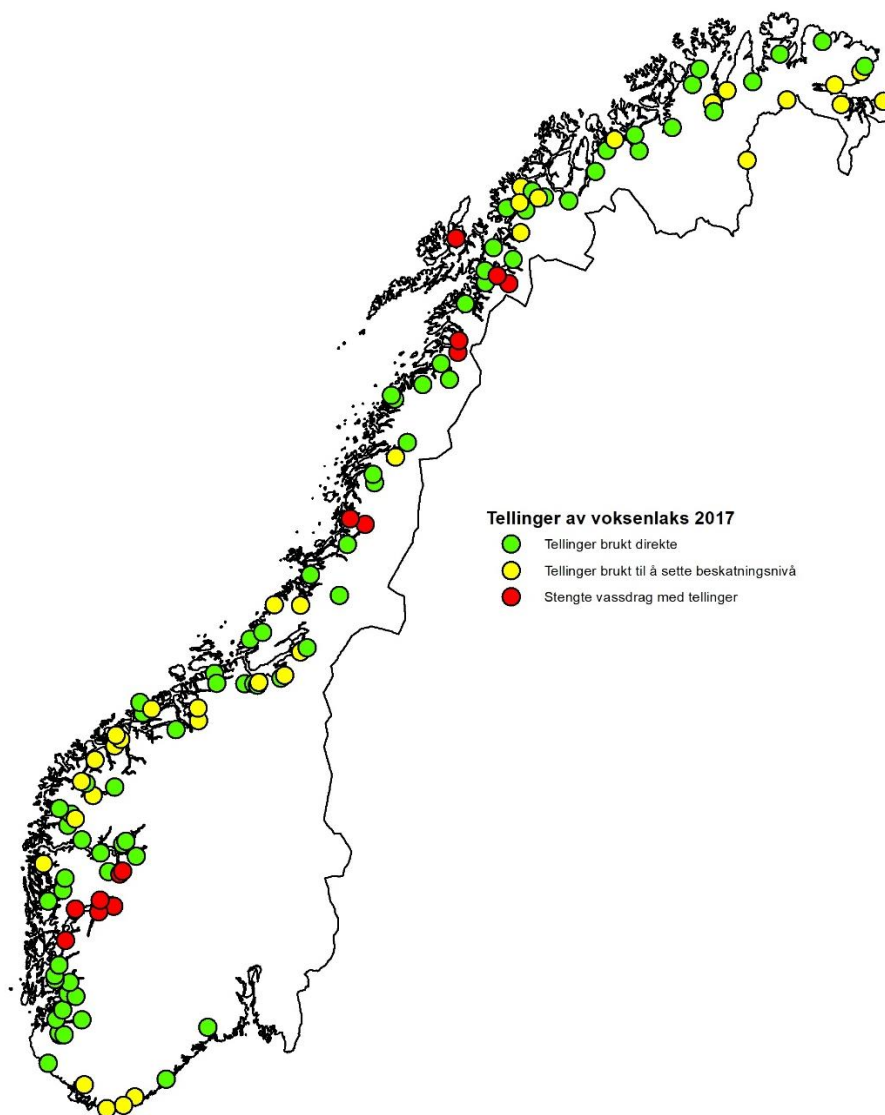 Tellinger av voksenlaks 2017
Tellinger brukt direkte
Tellinger brukt til å sette beskatningsnivå
Stengte vassdrag med tellinger